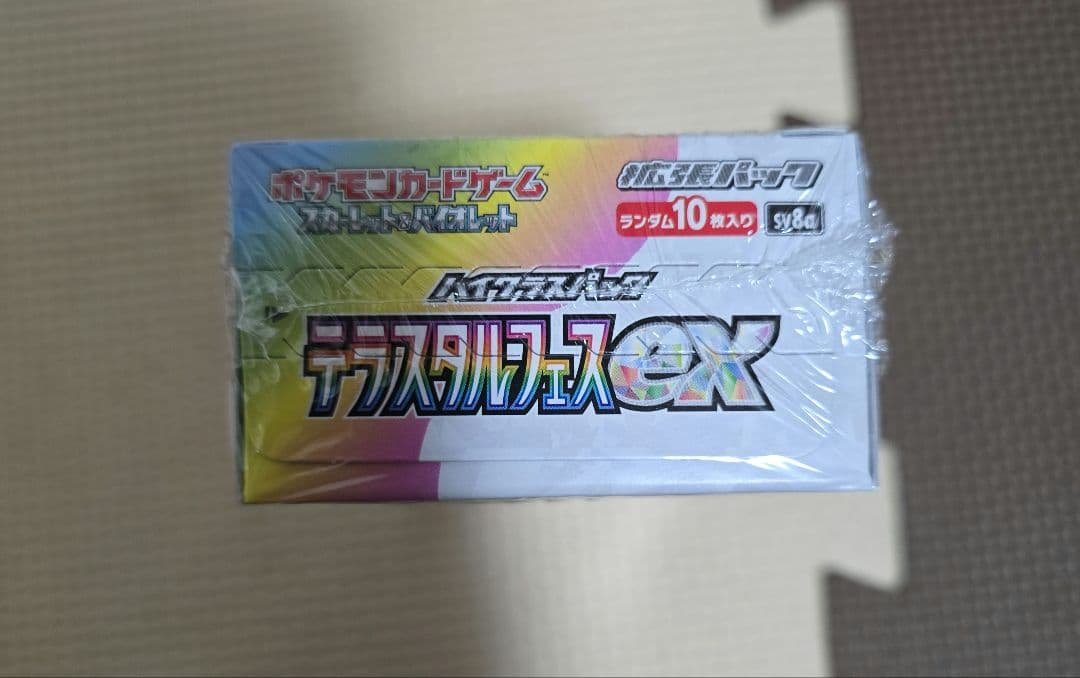 ポケモンカードゲーム
スカーレット&バイオレット
拡張パック
ランダム10枚入り sv8a
ハイクラスパック
テラスタルフェスex